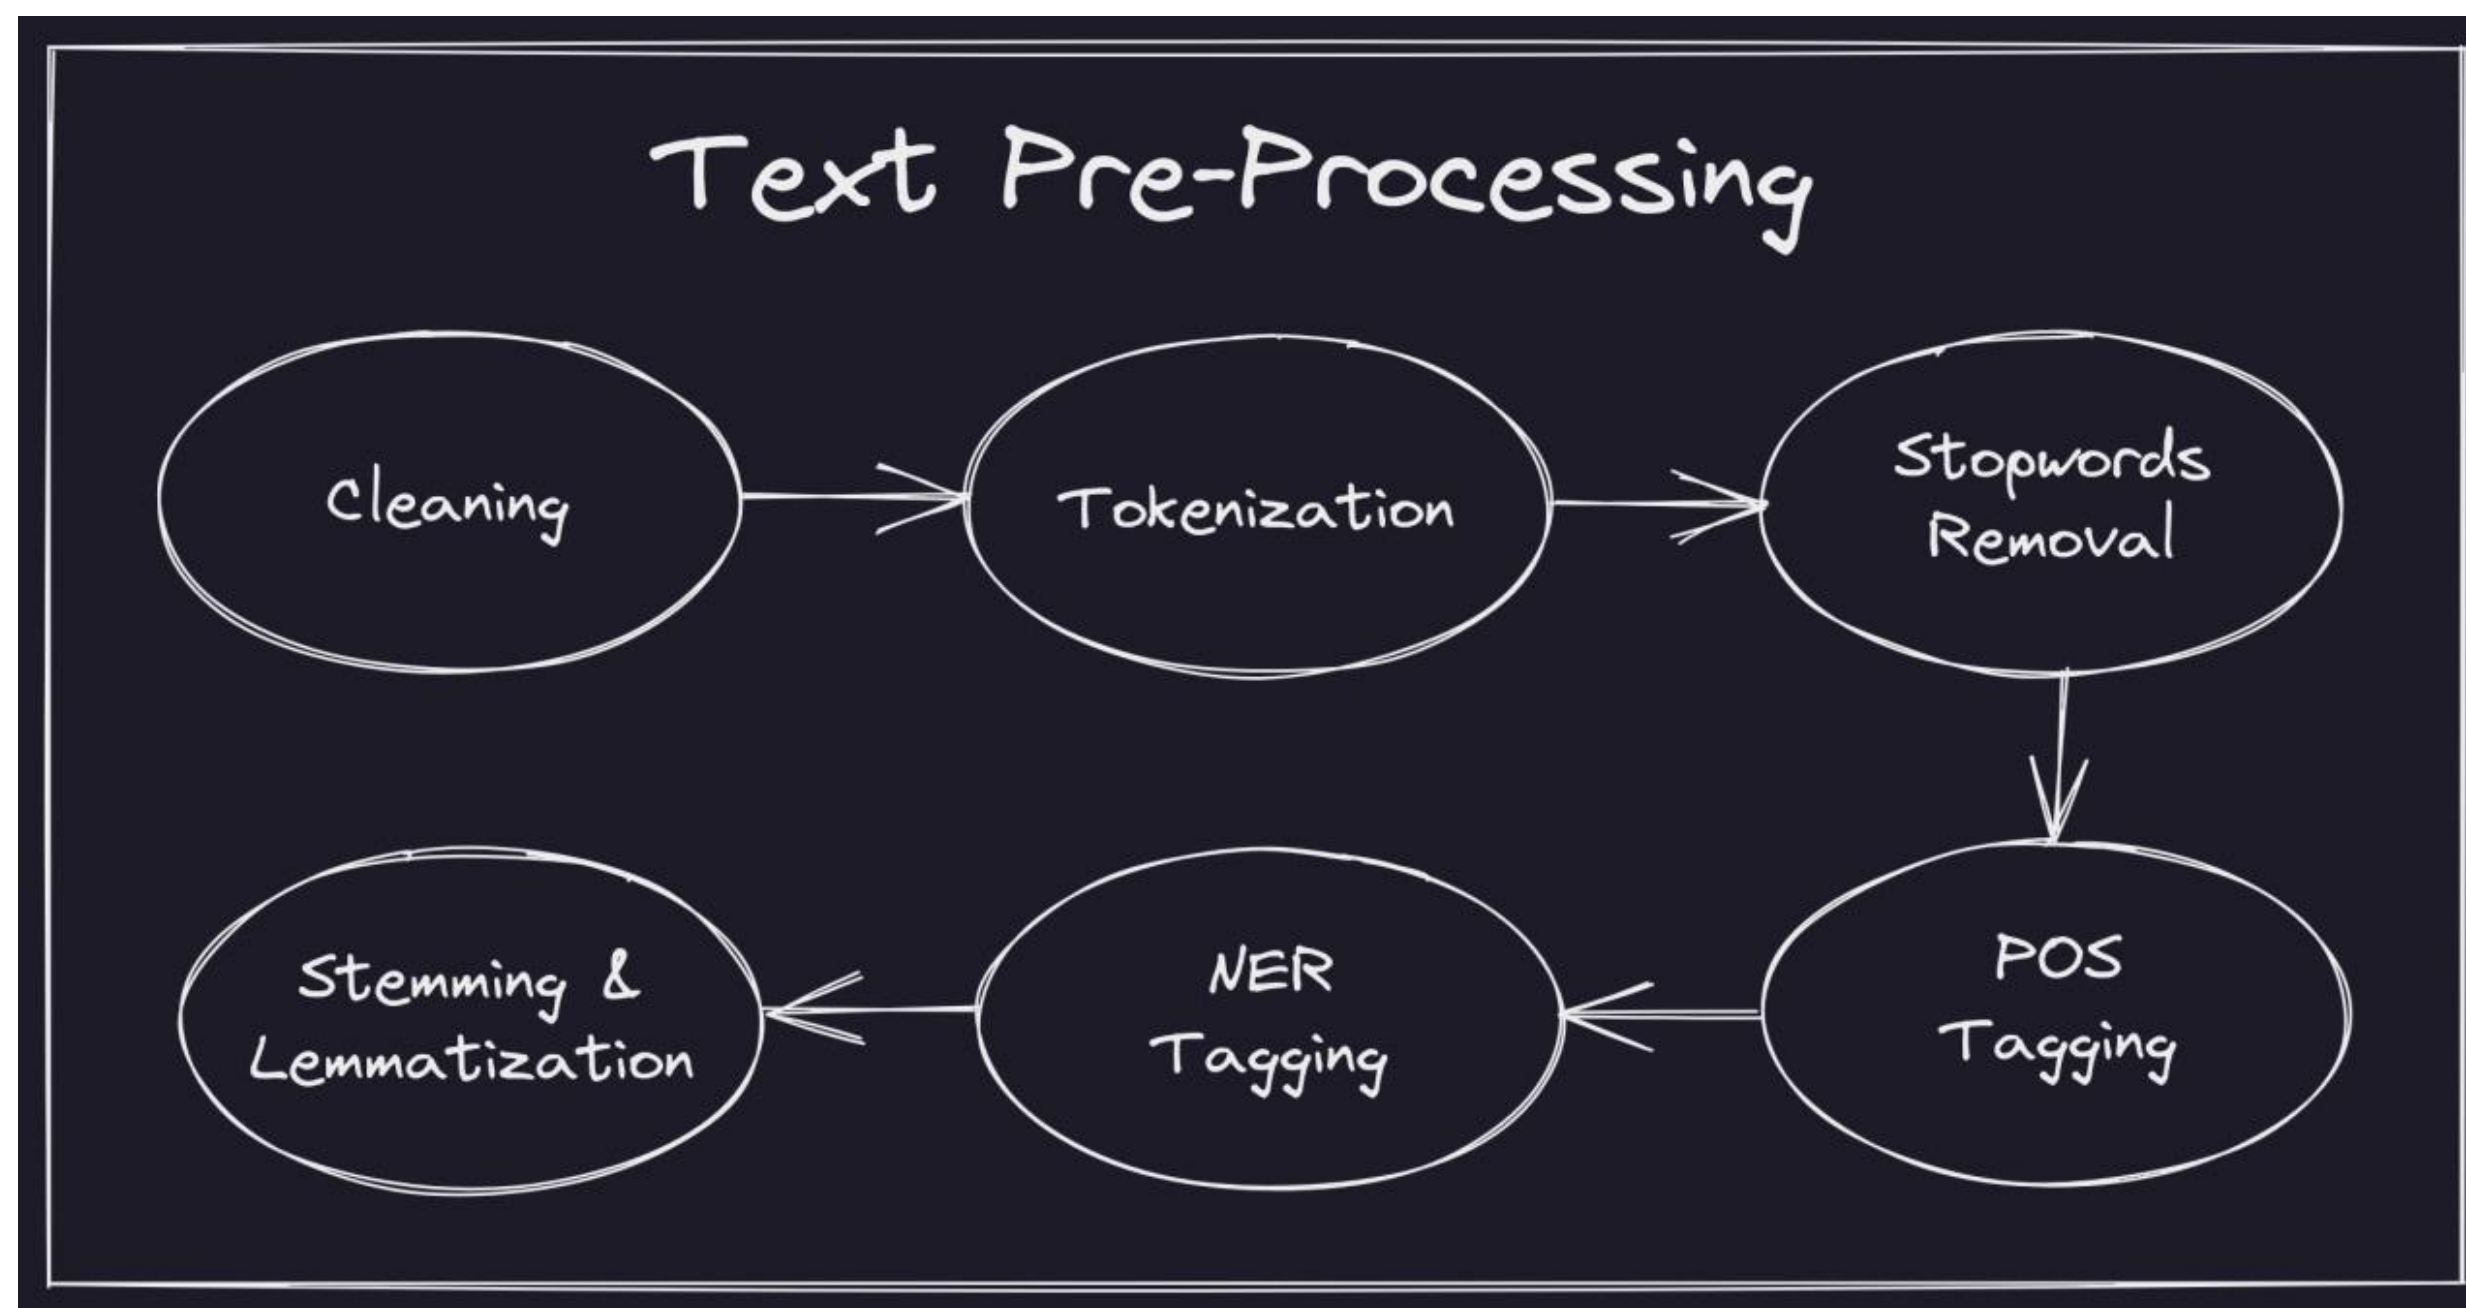 Text Pre-Processing
Cleaning
Tokenization
Stopwords
Removal
POS
Tagging
NER
Tagging
Stemming &
Lemmatization